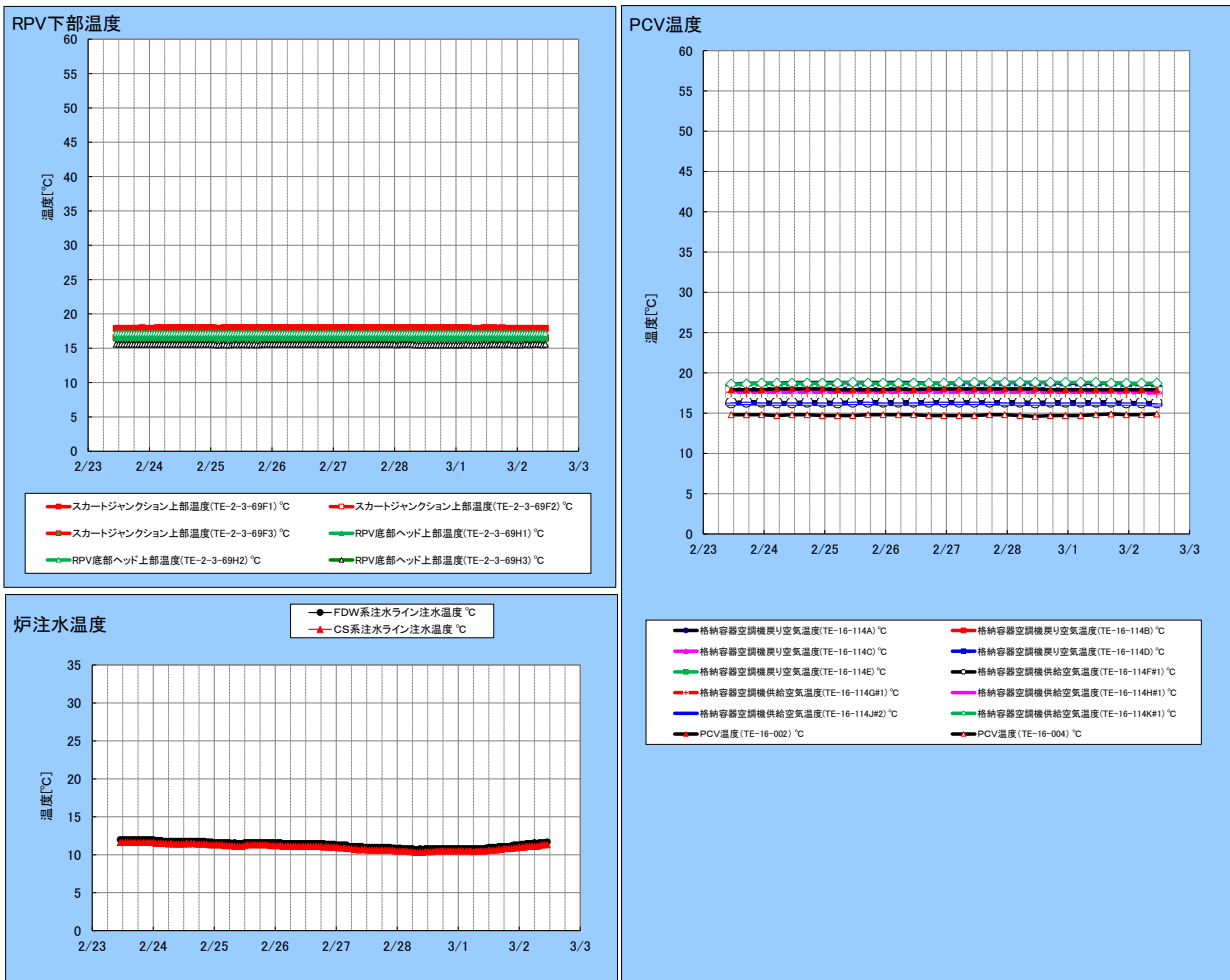 RPV下部温度
温度[℃]
60
55
50
45
40
35
30
25
20
15
10
5
0
2/23 2/24 2/25 2/26 2/27 2/28 3/1 3/2 3/3
スカートジャンクション上部温度(TE-2-3-69F1) ℃ スカートジャンクション上部温度(TE-2-3-69F2) ℃
スカートジャンクション上部温度(TE-2-3-69F3) ℃ RPV底部ヘッド上部温度(TE-2-3-69H1) ℃
RPV底部ヘッド上部温度(TE-2-3-69H2) ℃ RPV底部ヘッド上部温度(TE-2-3-69H3) ℃
炉注水温度
FDW系注水ライン注水温度 ℃
CS系注水ライン注水温度 ℃
温度[℃]
35
30
25
20
15
10
5
0
2/23 2/24 2/25 2/26 2/27 2/28 3/1 3/2 3/3
PCV温度
温度[℃]
60
55
50
45
40
35
30
25
20
15
10
5
0
2/23 2/24 2/25 2/26 2/27 2/28 3/1 3/2 3/3
格納容器空調機戻り空気温度(TE-16-114A) ℃ 格納容器空調機戻り空気温度(TE-16-114B) ℃
格納容器空調機戻り空気温度(TE-16-114C) ℃ 格納容器空調機戻り空気温度(TE-16-114D) ℃
格納容器空調機戻り空気温度(TE-16-114E) ℃ 格納容器空調機供給空気温度(TE-16-114F#1) ℃
格納容器空調機供給空気温度(TE-16-114G#1) ℃ 格納容器空調機供給空気温度(TE-16-114H#1) ℃
格納容器空調機供給空気温度(TE-16-114J#2) ℃ 格納容器空調機供給空気温度(TE-16-114K#1) ℃
PCV温度(TE-16-002) ℃ PCV温度(TE-16-004) ℃